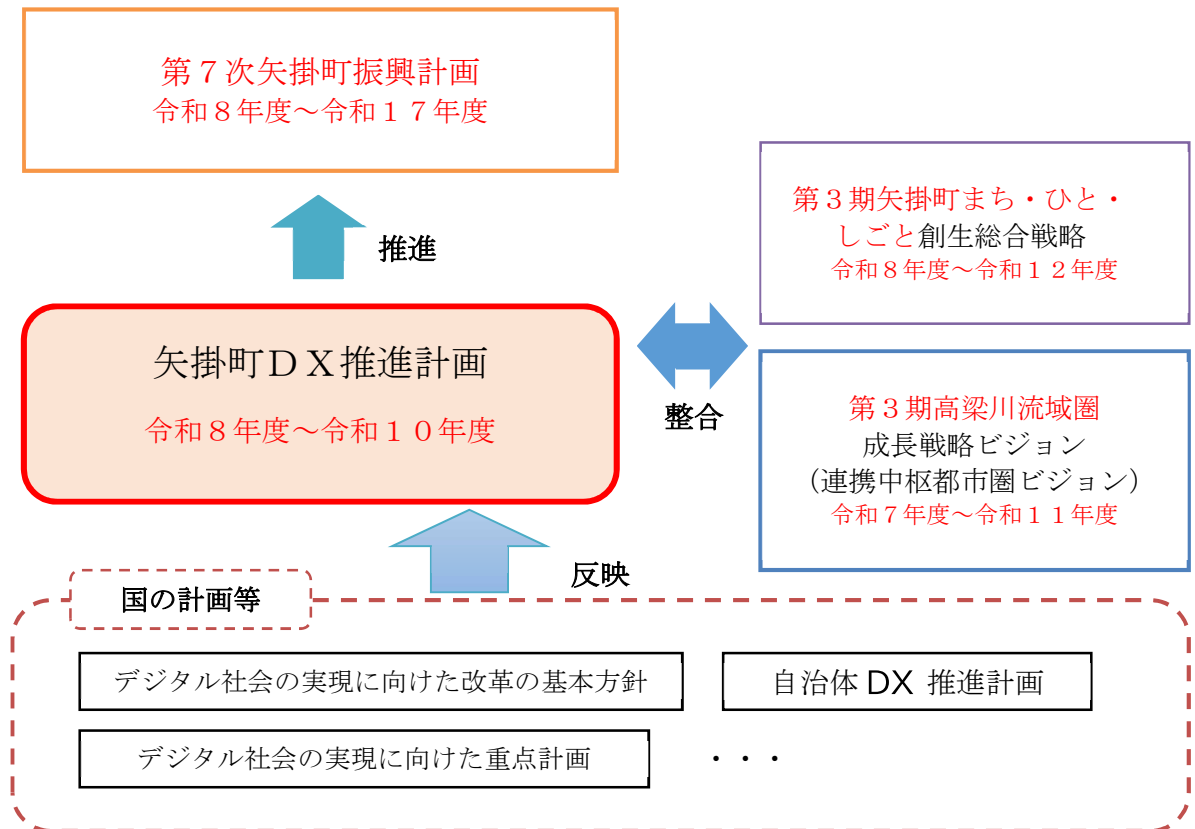 第７次矢掛町振興計画
令和８年度～令和１７年度
推進
第３期矢掛町まち・ひと・
しごと創生総合戦略
令和８年度～令和１２年度
矢掛町ＤＸ推進計画
令和８年度～令和１０年度
整合
第３期高梁川流域圏
成長戦略ビジョン
（連携中枢都市圏ビジョン）
令和７年度～令和１１年度
反映
国の計画等
デジタル社会の実現に向けた改革の基本方針
自治体 DX 推進計画
デジタル社会の実現に向けた重点計画
・・・